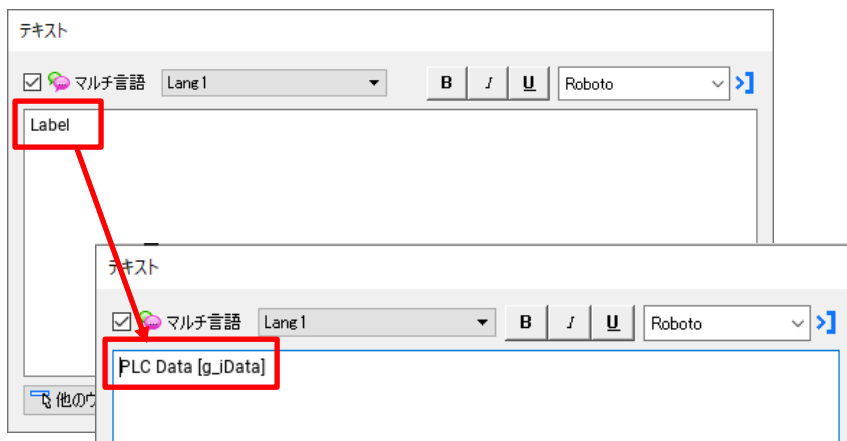 テキスト
マルチ言語 Lang1 B I U Roboto
Label
テキスト
マルチ言語 Lang1 B I U Roboto
PLC Data [g_iData]
他のウ